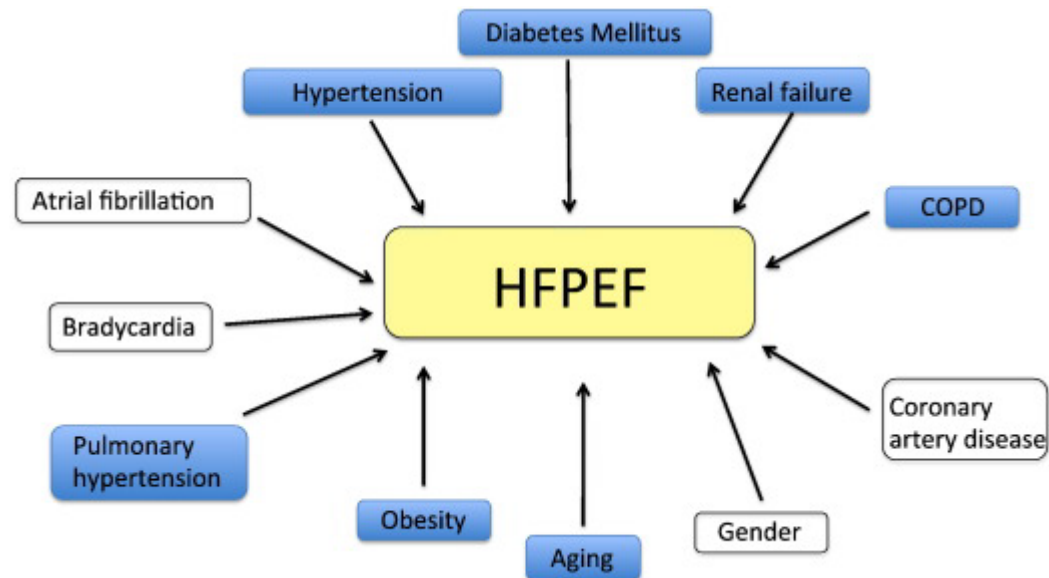 Diabetes Mellitus
Hypertension
Renal failure
Atrial fibrillation
COPD
HFPEF
Bradycardia
Coronary
artery disease
Pulmonary
hypertension
Obesity
Gender
Aging